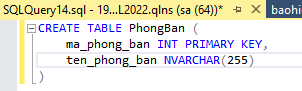 SQLQuery14.sql - 19...L2022.qlns (sa (64))* baohi
CREATE TABLE PhongBan (
ma_phong_ban INT PRIMARY KEY,
ten_phong_ban NVARCHAR(255)
)